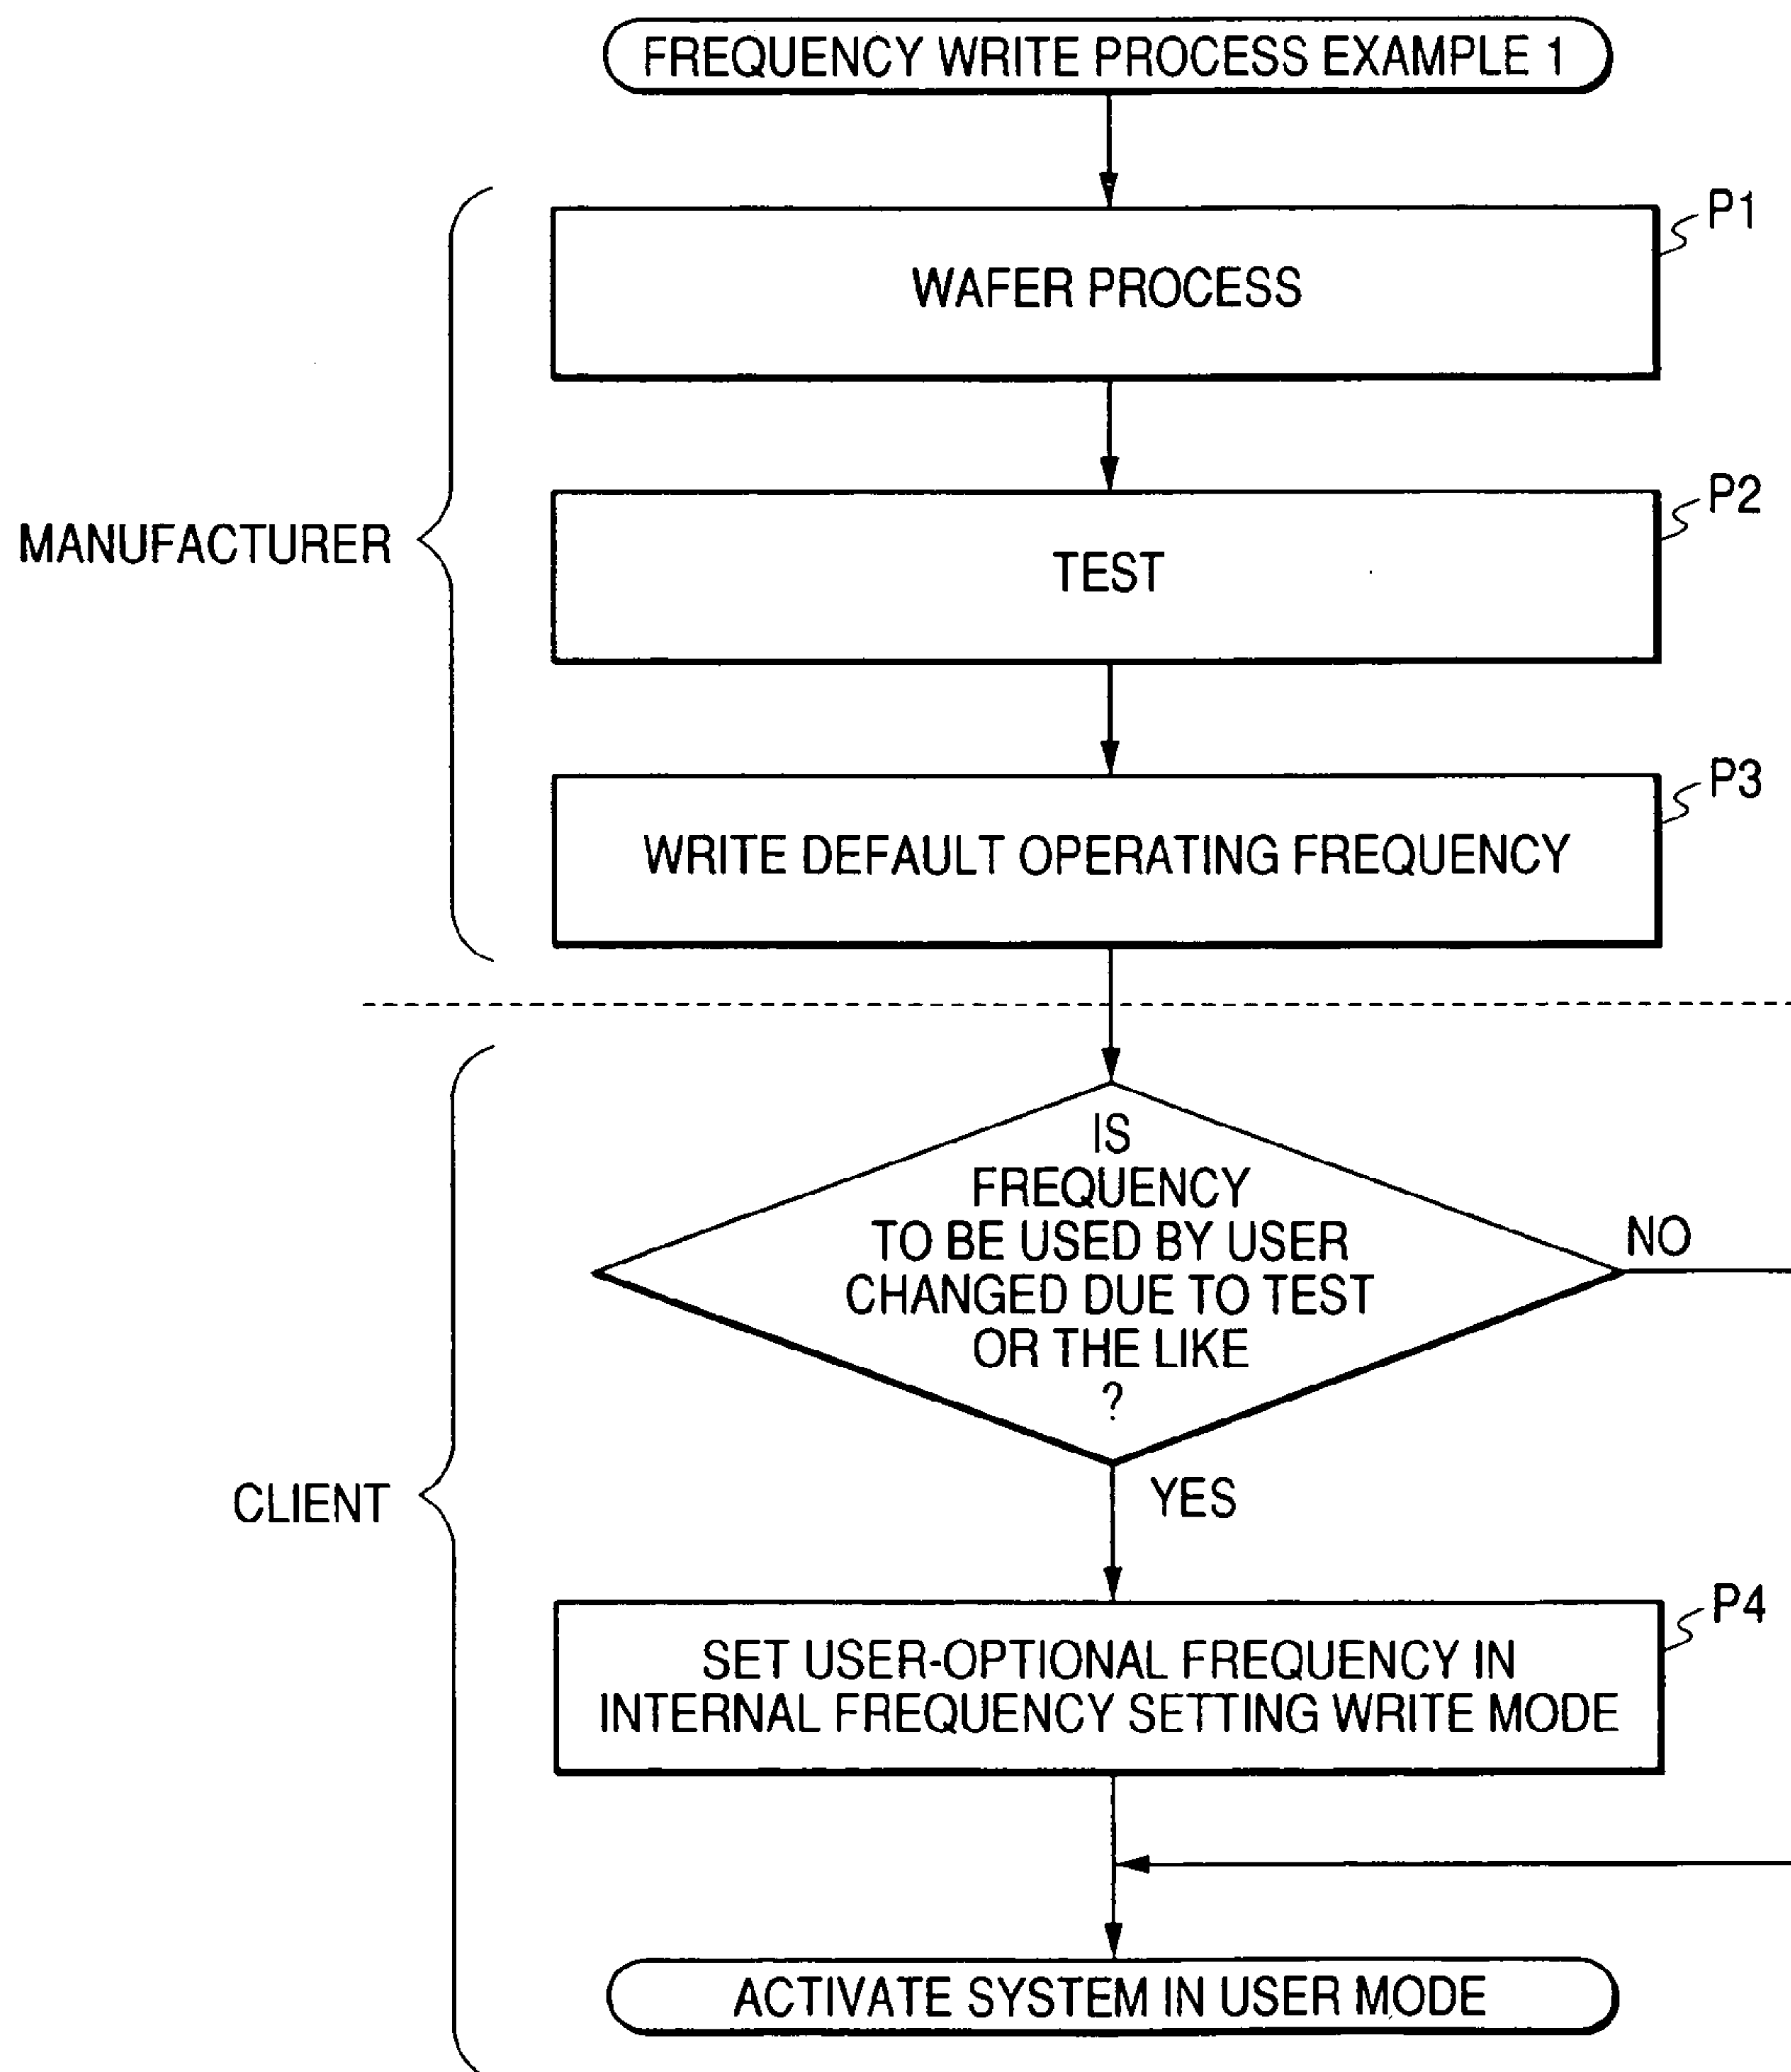 FREQUENCY WRITE PROCESS EXAMPLE 1
P1
WAFER PROCESS
P2
MANUFACTURER
TEST
P3
WRITE DEFAULT OPERATING FREQUENCY
IS
FREQUENCY
TO BE USED BY USER
CHANGED DUE TO TEST
OR THE LIKE
?
NO
CLIENT
YES
P4
SET USER-OPTIONAL FREQUENCY IN
INTERNAL FREQUENCY SETTING WRITE MODE
ACTIVATE SYSTEM IN USER MODE